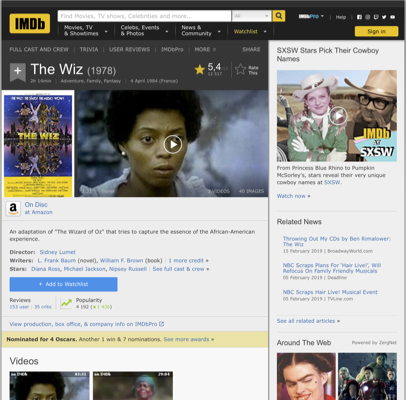 IMDb
Find Movies, TV shows, Celebrities and more...
All
IMDbPro
Help
Movies, TV & Showtimes
Celebs, Events & Photos
News & Community
Watchlist
Sign in
FULL CAST AND CREW | TRIVIA | USER REVIEWS | IMDbPro | MORE
SHARE
The Wiz (1978)
2h 14min | Adventure, Family, Fantasy | 4 April 1984 (France)
5,4
Rate This
THE WIZ
2 VIDEOS | 40 IMAGES
On Disc
at Amazon
An adaptation of "The Wizard of Oz" that tries to capture the essence of the African-American
experience.
Director: Sidney Lumet
Writers: L. Frank Baum (novel), William F. Brown (book) | 1 more credit »
Stars: Diana Ross, Michael Jackson, Nipsey Russell | See full cast & crew »
+ Add to Watchlist
Reviews
153 user | 35 critic
Popularity
4 192
View production, box office, & company info on IMDbPro
Nominated for 4 Oscars. Another 1 win & 7 nominations. See more awards »
Videos
SXSW Stars Pick Their Cowboy
Names
IMDb
AT
SXSW
From Princess Blue Rhino to Pumpkin
McSorley's, stars reveal their very
unique cowboy names at SXSW.
Watch now »
Related News
Throwing Out My CDs by Ben Rimalower:
The Wiz
15 February 2019 | BroadwayWorld.com
NBC Scraps Plans For 'Hair Live!', Will
Refocus On Family Friendly Musicals
05 February 2019 | Deadline
NBC Scraps Hair Live! Musical Event
05 February 2019 | TVLine.com
See all related articles »
Around The Web
Powered by ZergNet